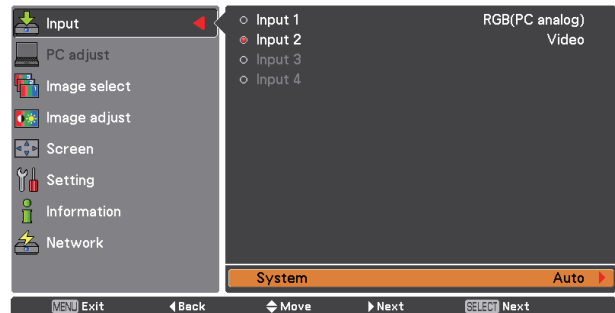 Input
PC adjust
Image select
Image adjust
Screen
Setting
Information
Network
Input 1 RGB(PC analog)
Input 2 Video
Input 3
Input 4
System Auto
MENU Exit Back Move Next SELECT Next